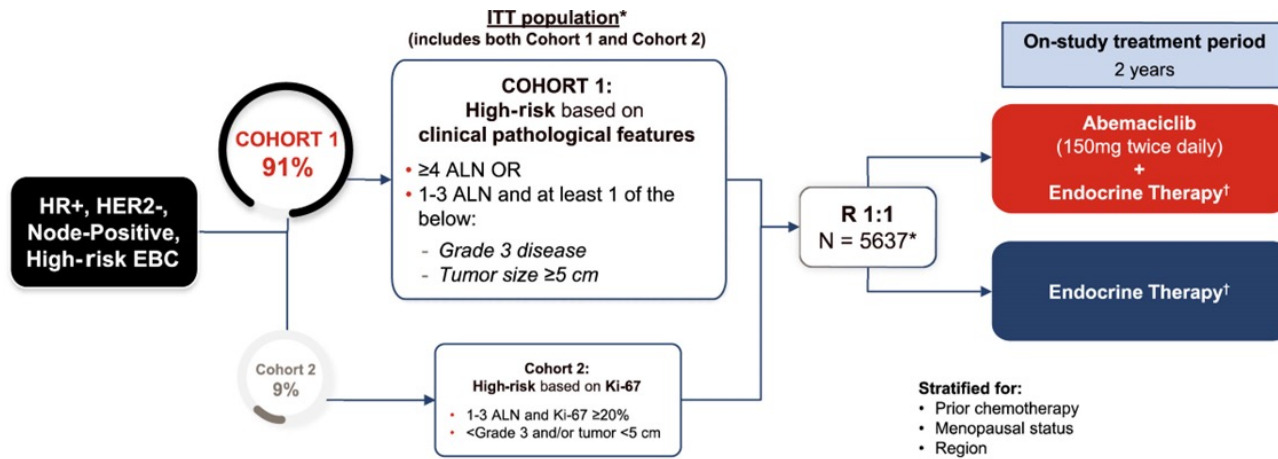 ITT population*
(includes both Cohort 1 and Cohort 2)
On-study treatment period
2 years
COHORT 1
91%
COHORT 1:
High-risk based on
clinical pathological features
• ≥4 ALN OR
• 1-3 ALN and at least 1 of the
below:
- Grade 3 disease
- Tumor size ≥5 cm
HR+, HER2-,
Node-Positive,
High-risk EBC
R 1:1
N = 5637*
Abemaciclib
(150mg twice daily)
+
Endocrine Therapy†
Endocrine Therapy†
Cohort 2
9%
Cohort 2:
High-risk based on Ki-67
• 1-3 ALN and Ki-67 ≥20%
• <Grade 3 and/or tumor <5 cm
Stratified for:
• Prior chemotherapy
• Menopausal status
• Region